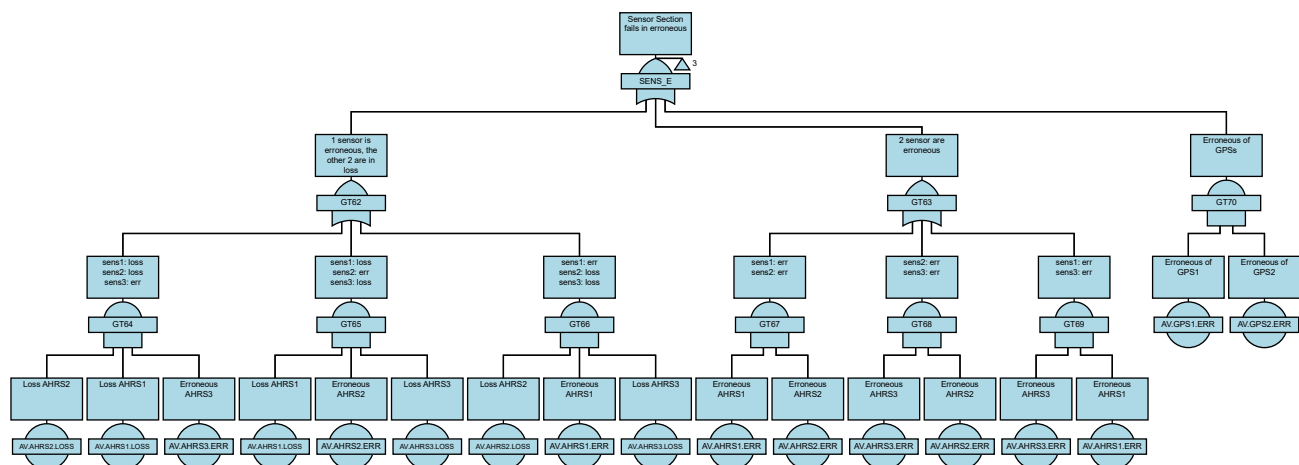 Sensor Section
fails in erroneous
3
SENS_E
1 sensor is
erroneous, the
other 2 are in
loss
2 sensor are
erroneous
Erroneous of
GPSs
GT62
GT63
GT70
sens1: loss
sens2: loss
sens3: err
sens1: loss
sens2: err
sens3: loss
sens1: err
sens2: loss
sens3: loss
sens1: err
sens2: err
sens2: err
sens3: err
sens1: err
sens3: err
Erroneous of
GPS1
Erroneous of
GPS2
GT64
GT65
GT66
GT67
GT68
GT69
AV.GPS1.ERR
AV.GPS2.ERR
Loss AHRS2
Loss AHRS1
Erroneous
AHRS3
Loss AHRS1
Erroneous
AHRS2
Loss AHRS3
Loss AHRS2
Erroneous
AHRS1
Loss AHRS3
Erroneous
AHRS1
Erroneous
AHRS2
Erroneous
AHRS3
Erroneous
AHRS2
Erroneous
AHRS3
Erroneous
AHRS1
AV.AHRS2.LOSS
AV.AHRS1.LOSS
AV.AHRS3.ERR
AV.AHRS1.LOSS
AV.AHRS2.ERR
AV.AHRS3.LOSS
AV.AHRS2.LOSS
AV.AHRS1.ERR
AV.AHRS3.LOSS
AV.AHRS1.ERR
AV.AHRS2.ERR
AV.AHRS3.ERR
AV.AHRS2.ERR
AV.AHRS3.ERR
AV.AHRS1.ERR